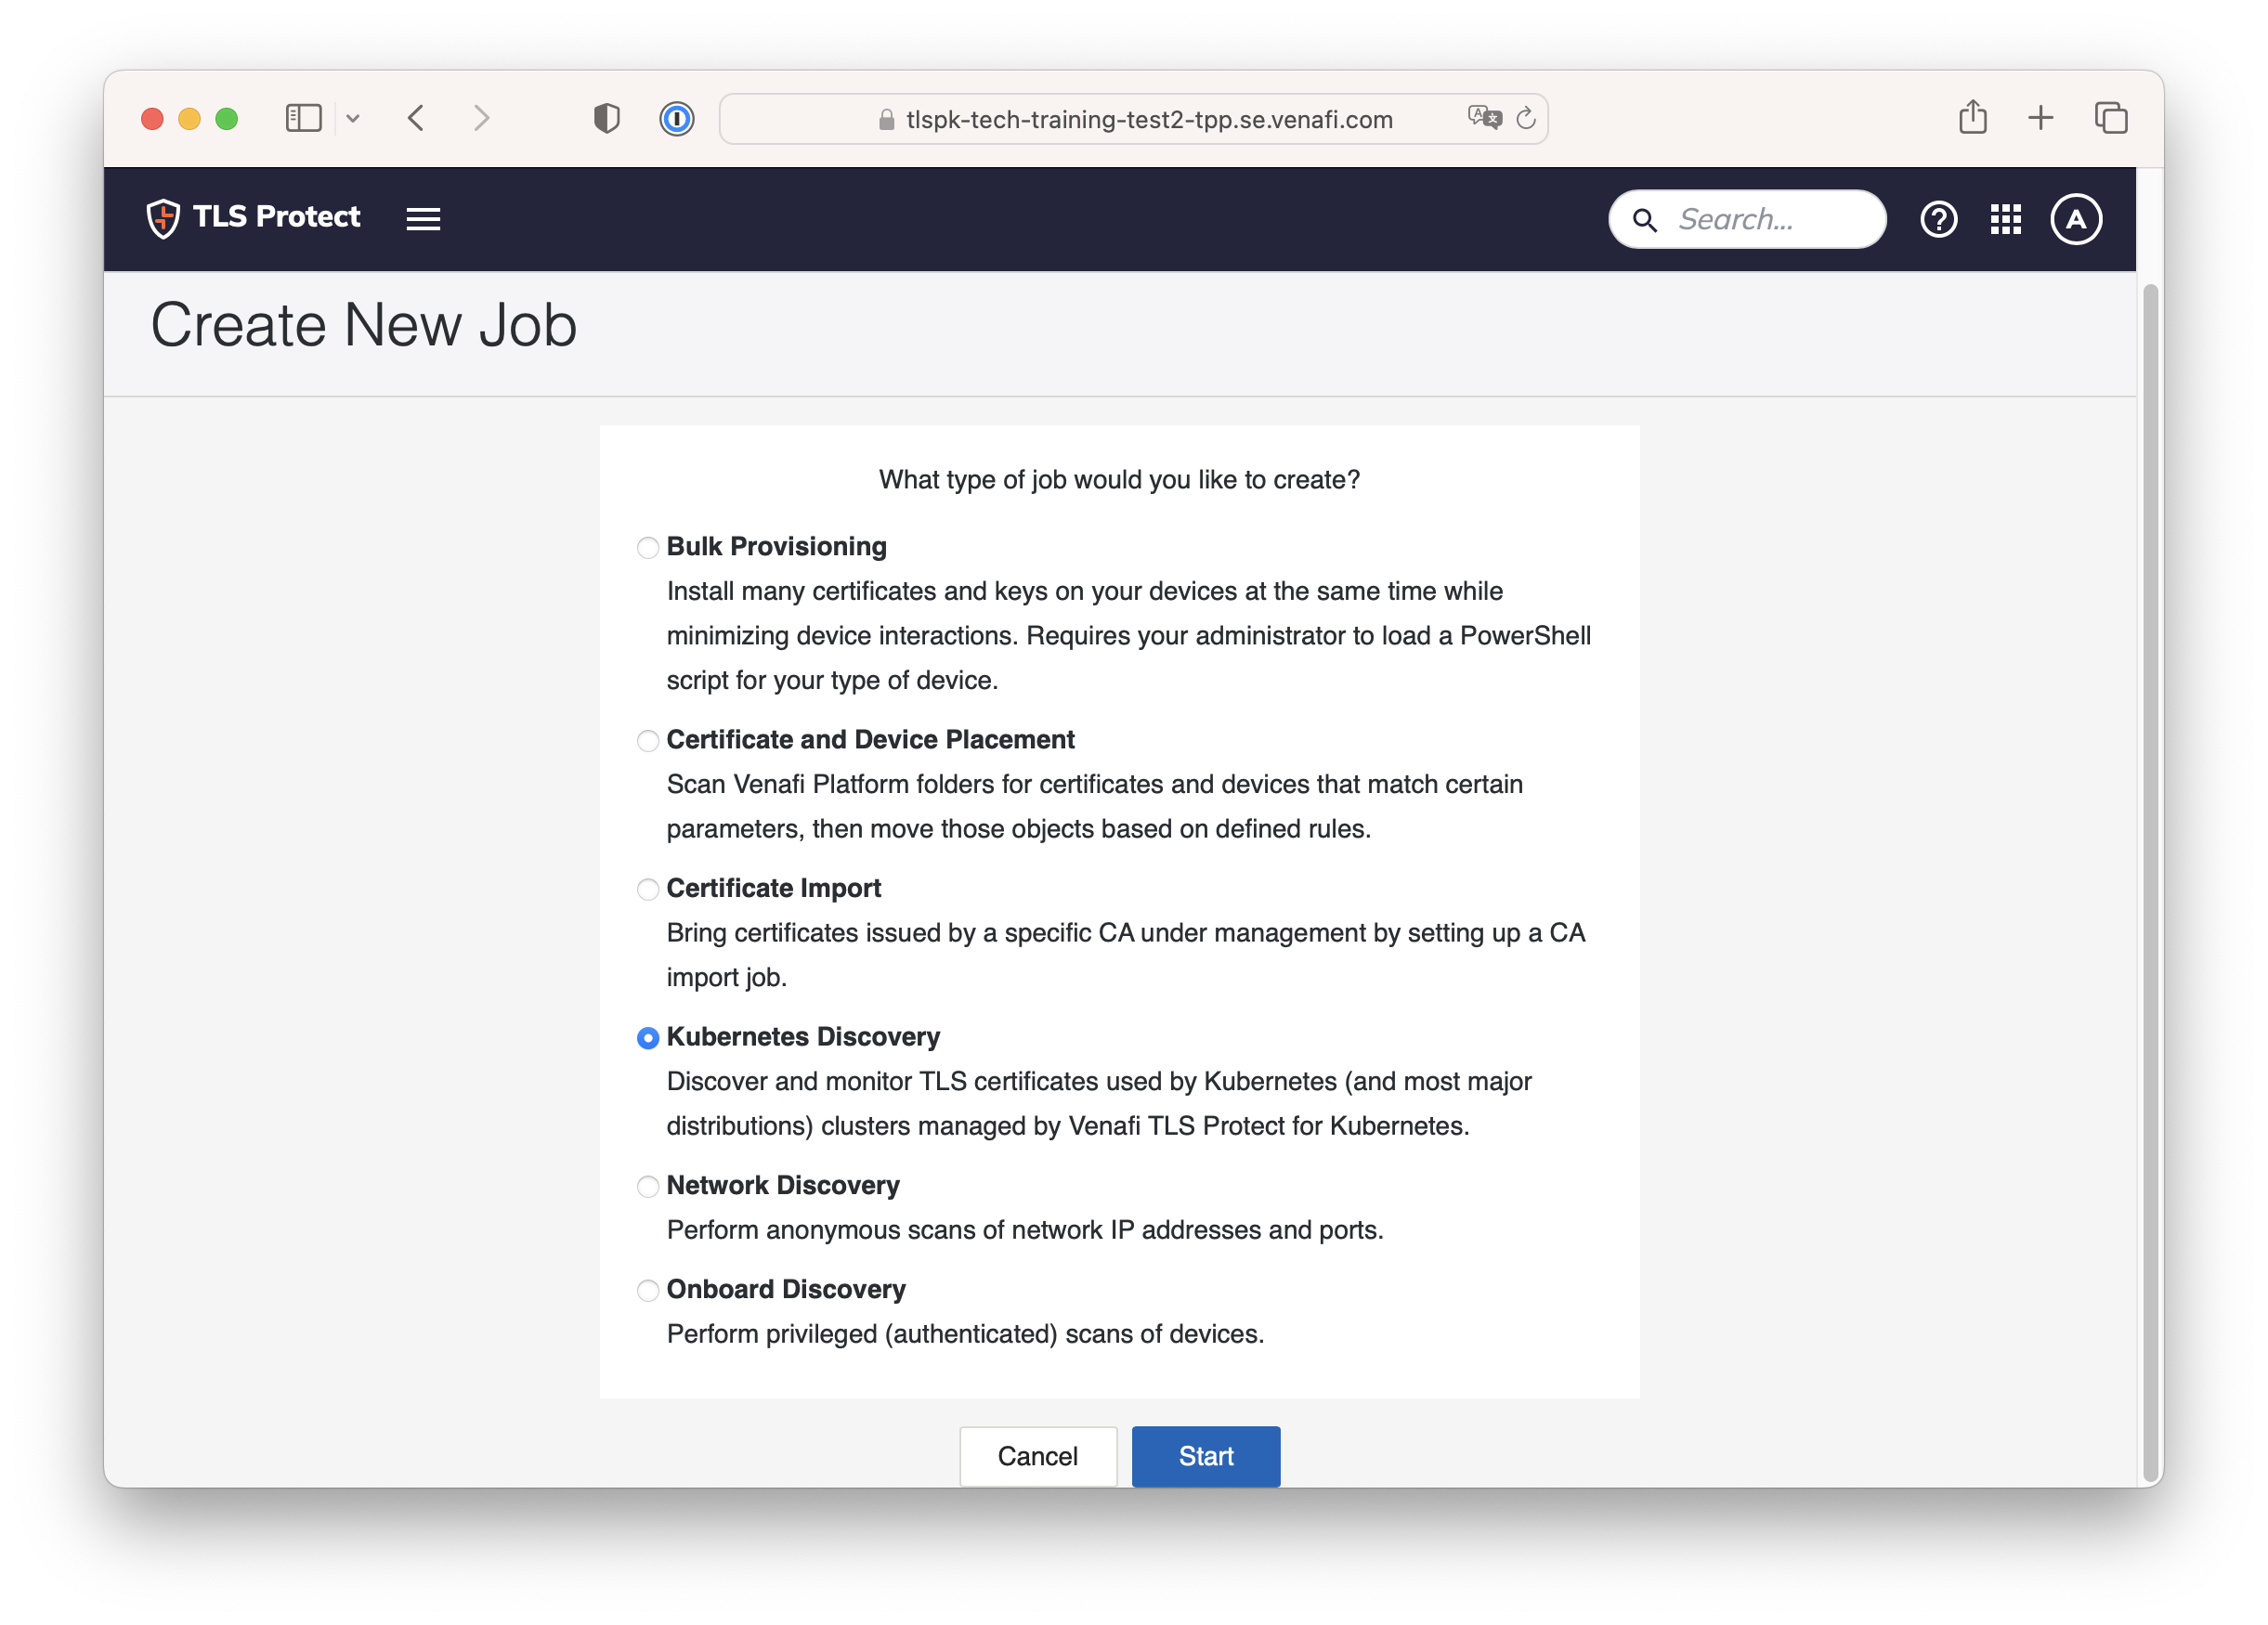 tlspk-tech-training-test2-tpp.se.venafi.com
TLS Protect
Search...
A
Create New Job
What type of job would you like to create?
Bulk Provisioning
Install many certificates and keys on your devices at the same time while
minimizing device interactions. Requires your administrator to load a PowerShell
script for your type of device.
Certificate and Device Placement
Scan Venafi Platform folders for certificates and devices that match certain
parameters, then move those objects based on defined rules.
Certificate Import
Bring certificates issued by a specific CA under management by setting up a CA
import job.
Kubernetes Discovery
Discover and monitor TLS certificates used by Kubernetes (and most major
distributions) clusters managed by Venafi TLS Protect for Kubernetes.
Network Discovery
Perform anonymous scans of network IP addresses and ports.
Onboard Discovery
Perform privileged (authenticated) scans of devices.
Cancel
Start